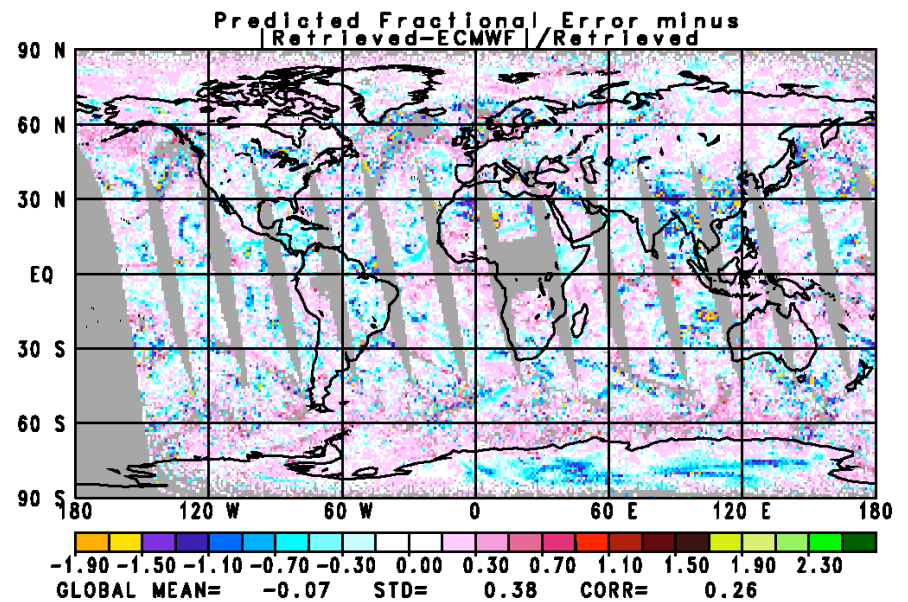 Predicted Fractional Error minus
|Retrieved-ECMWF|/Retrieved
90 N
60 N
30 N
EQ
30 S
60 S
90 S
180 120 W 60 W 0 60 E 120 E 180
-1.90 -1.50 -1.10 -0.70 -0.30 0.00 0.30 0.70 1.10 1.50 1.90 2.30
GLOBAL MEAN= -0.07 STD= 0.38 CORR= 0.26